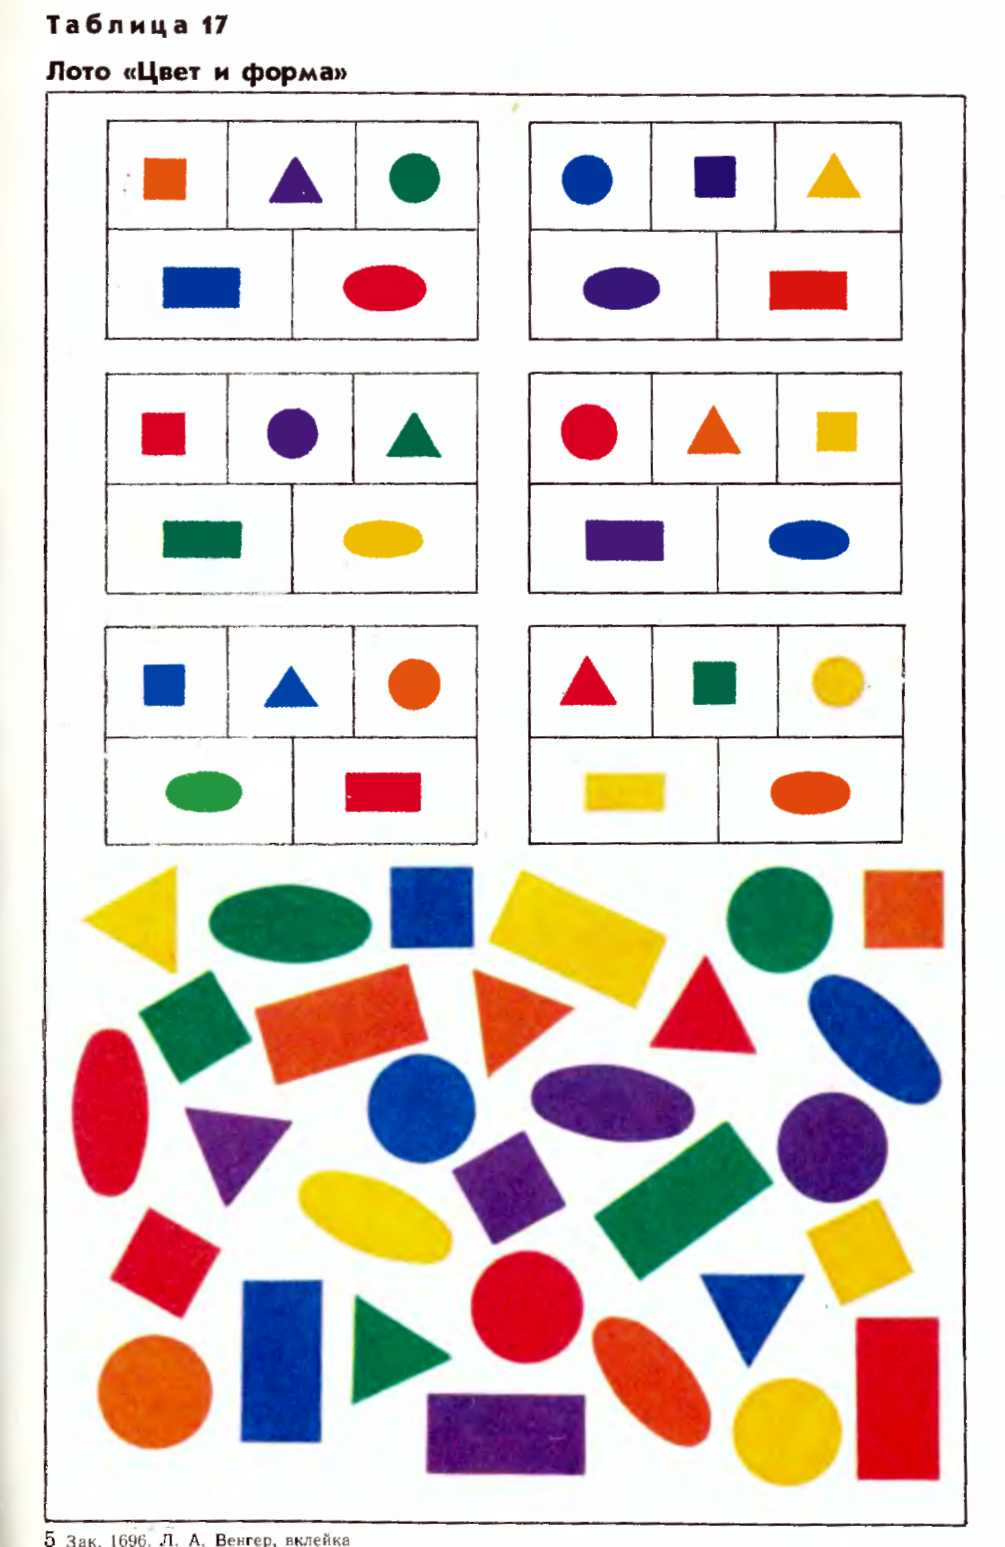 Таблица 17
Лото «Цвет и форма»
5 Зак. 1696. Л. А. Венгер, вклейка